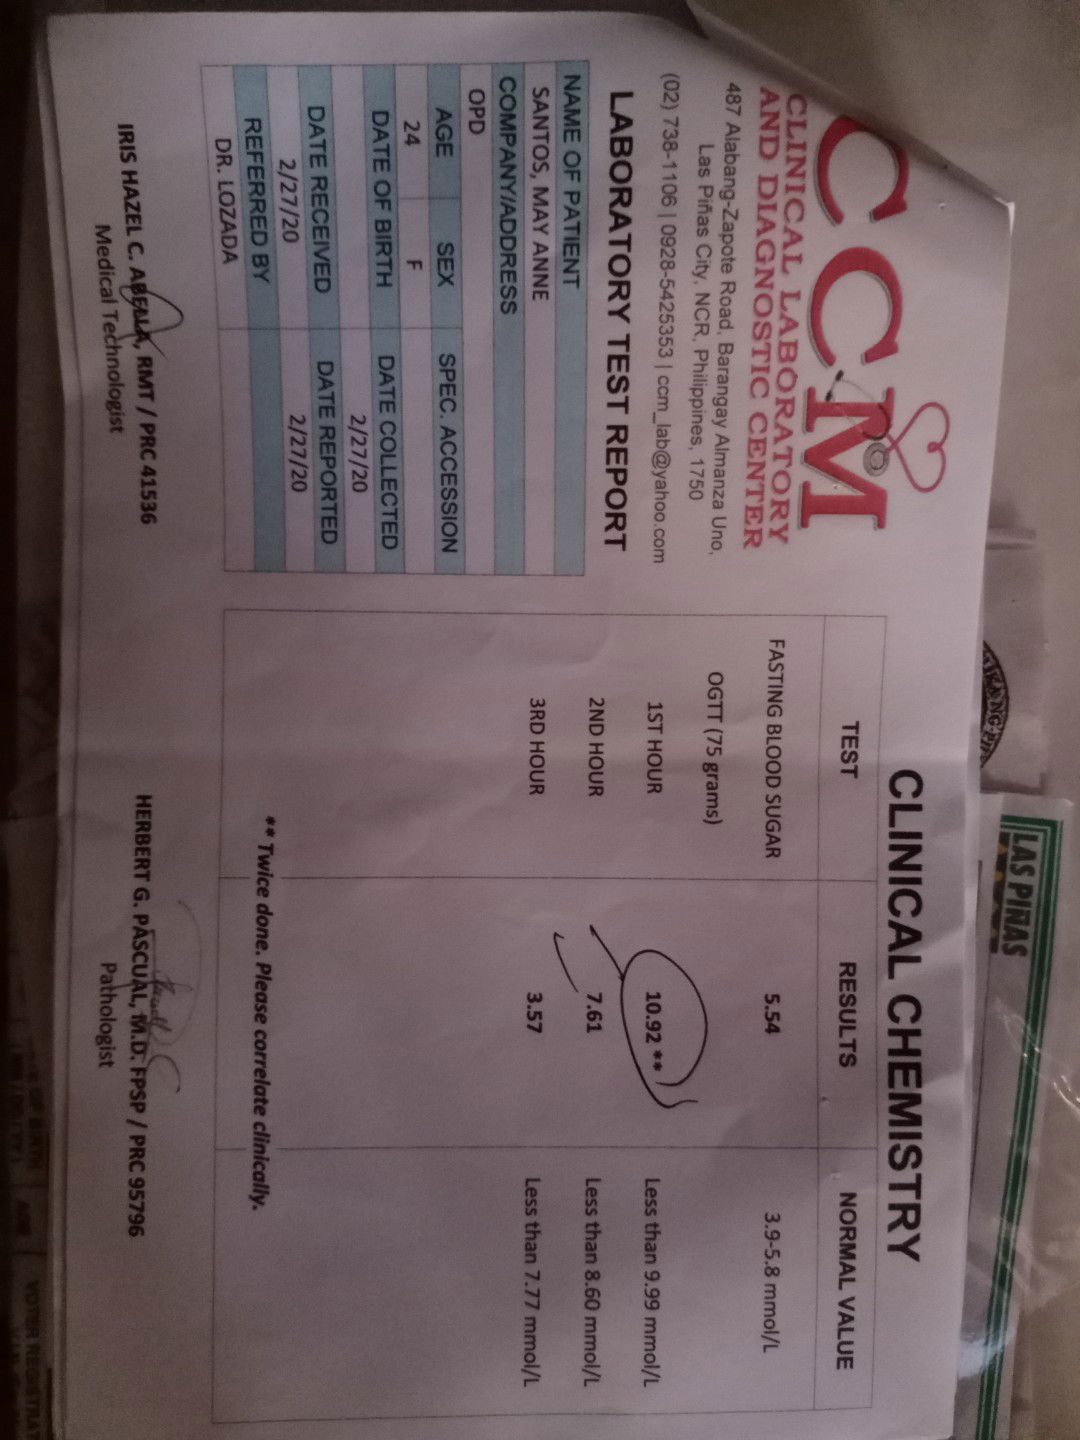 CCM
CLINICAL LABORATORY
AND DIAGNOSTIC CENTER
487 Alabang-Zapote Road, Barangay Almanza Uno,
Las Piñas City, NCR, Philippines, 1750
(02) 738-1106 | 0928-5425353 | ccm_lab@yahoo.com
LABORATORY TEST REPORT
NAME OF PATIENT
SANTOS, MAY ANNE
COMPANY/ADDRESS
OPD
AGE SEX SPEC. ACCESSION
24 F
DATE OF BIRTH DATE COLLECTED
2/27/20
DATE RECEIVED DATE REPORTED
2/27/20 2/27/20
REFERRED BY
DR. LOZADA
IRIS HAZEL C. ABELLA, RMT / PRC 41536
Medical Technologist
CLINICAL CHEMISTRY
TEST RESULTS NORMAL VALUE
FASTING BLOOD SUGAR 5.54 3.9-5.8 mmol/L
OGTT (75 grams)
1ST HOUR 10.92 ** Less than 9.99 mmol/L
2ND HOUR 7.61 Less than 8.60 mmol/L
3RD HOUR 3.57 Less than 7.77 mmol/L
** Twice done. Please correlate clinically.
HERBERT G. PASCUAL, M.D. FPSP / PRC 95796
Pathologist
LAS PIÑAS
AGE
VOTER REGISTRAT